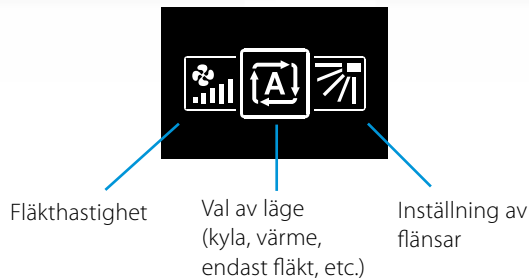 A
Fläkthastighet
Val av läge
(kyla, värme,
endast fläkt, etc.)
Inställning av
flänsar